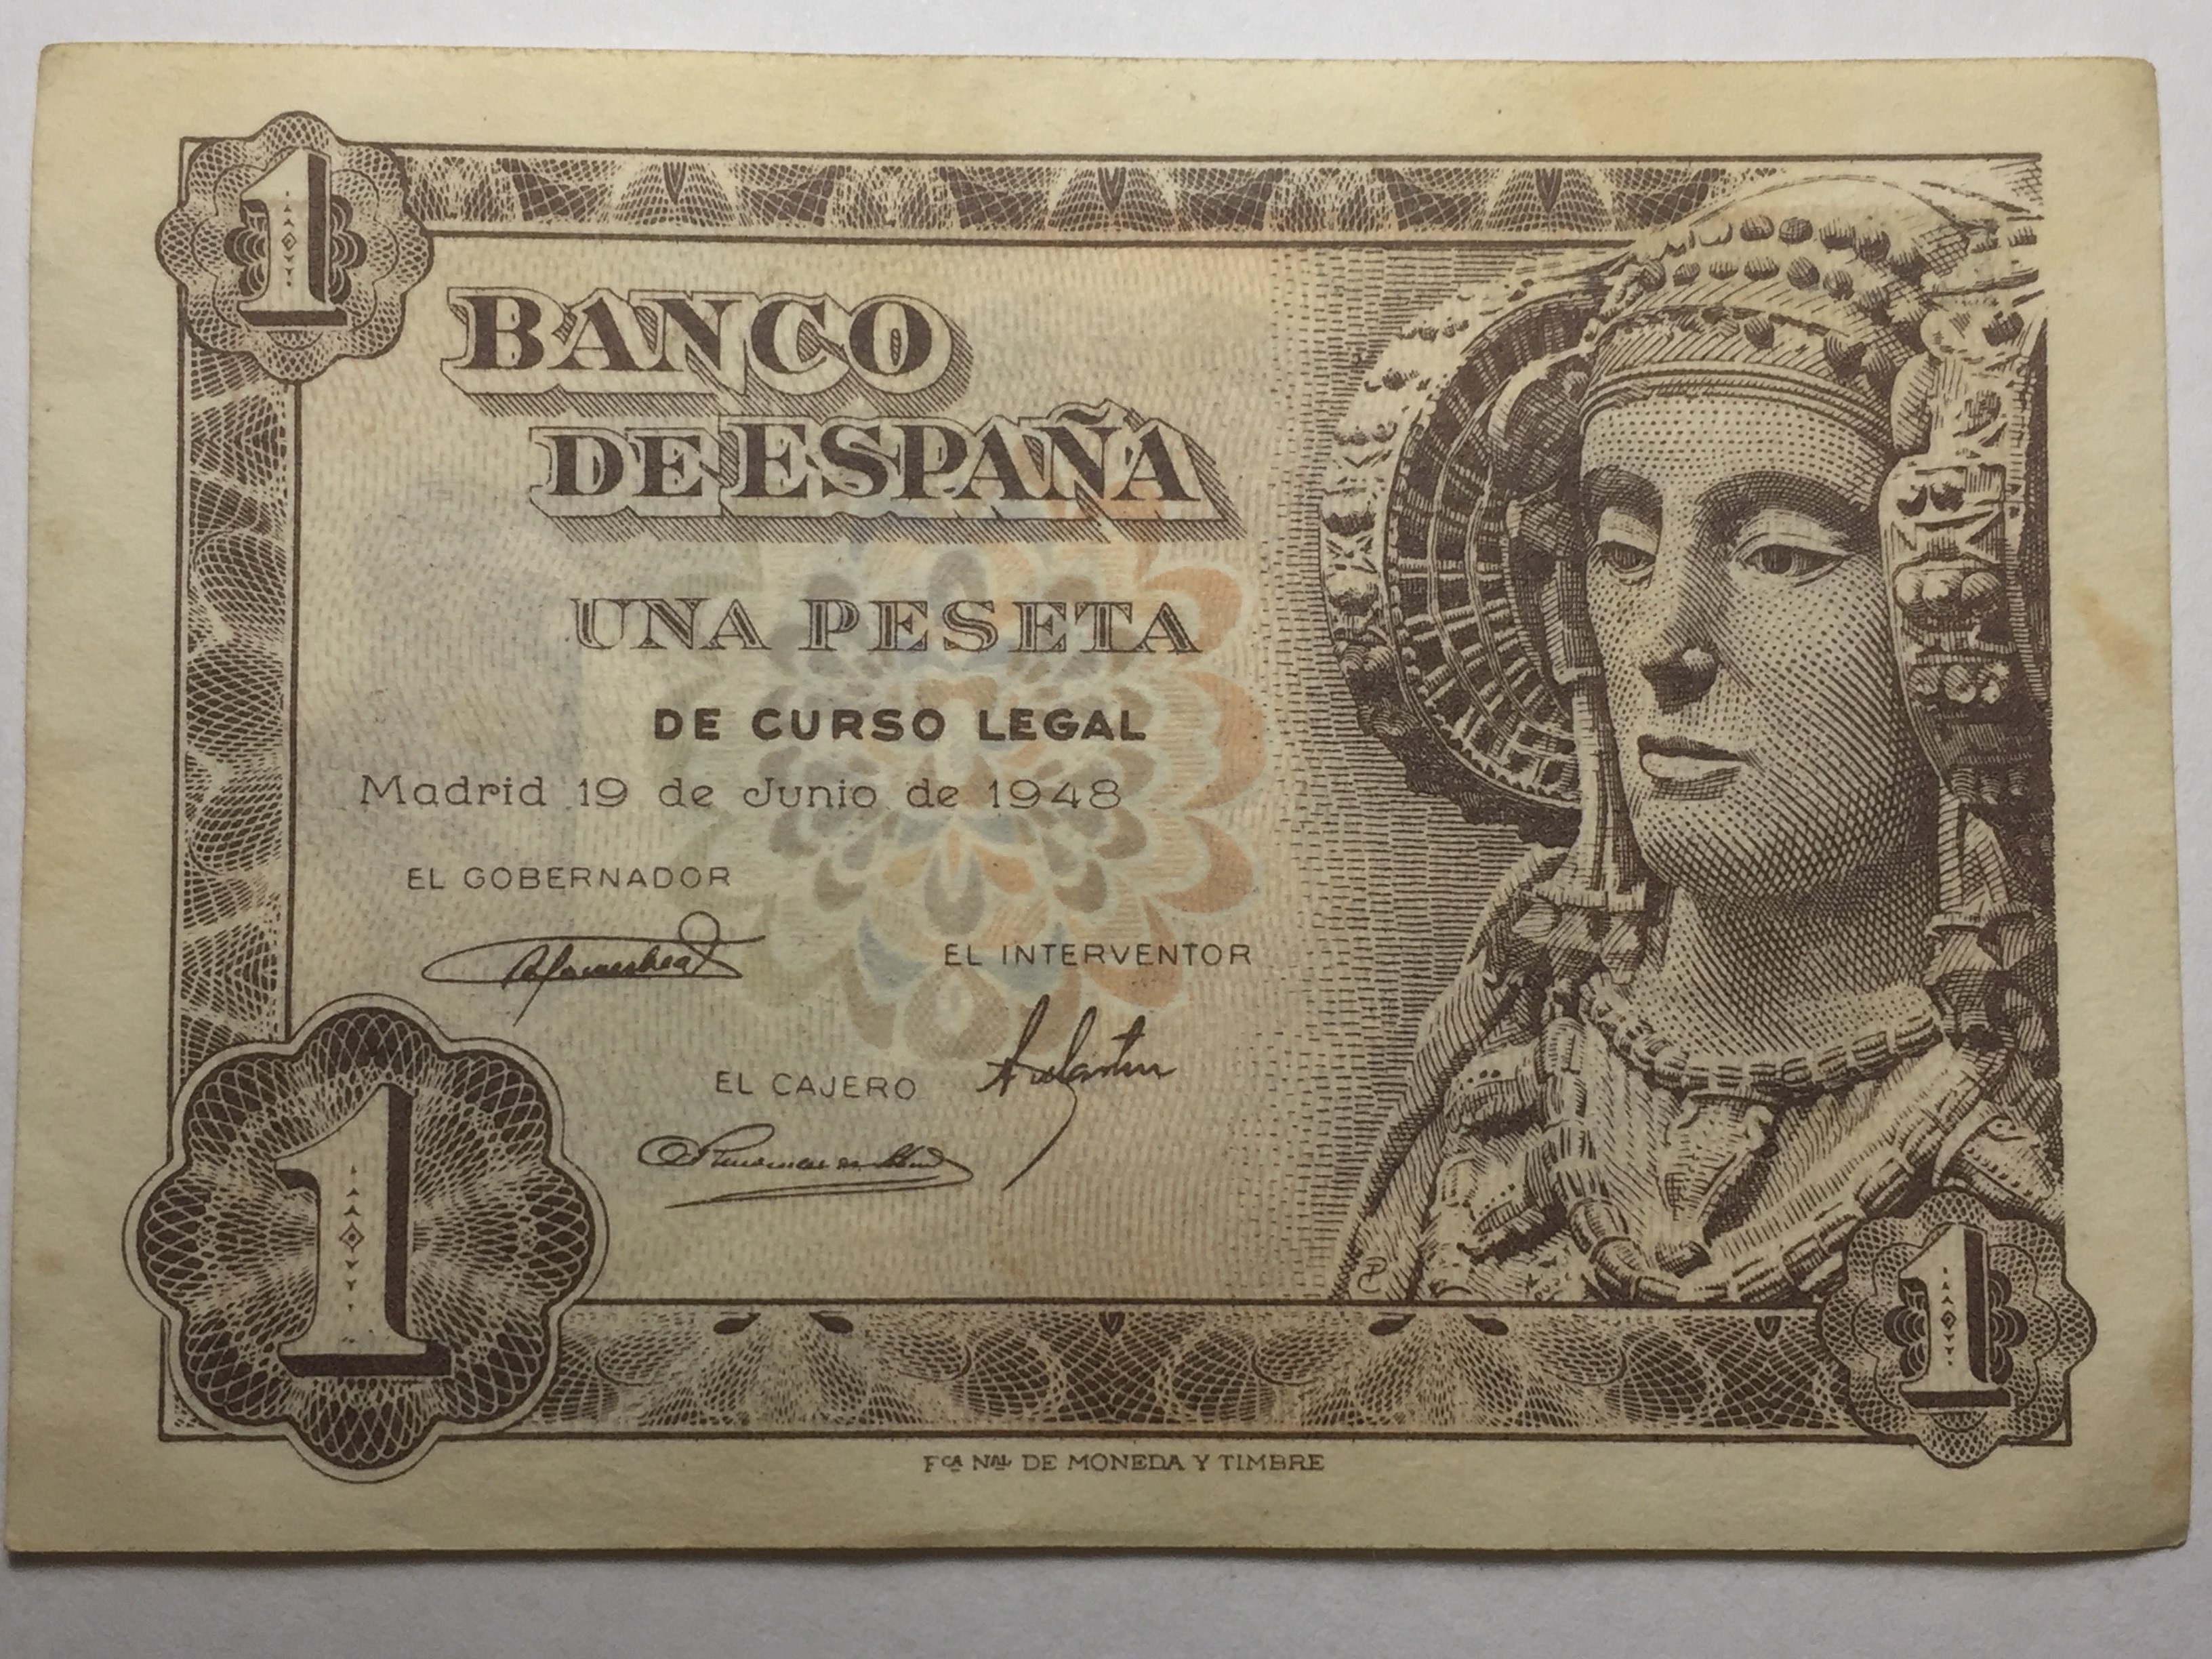 1
BANCO
DE ESPAÑA
UNA PESETA
DE CURSO LEGAL
Madrid 19 de Junio de 1948
EL GOBERNADOR
EL INTERVENTOR
EL CAJERO
1
1
FCA NAL DE MONEDA Y TIMBRE